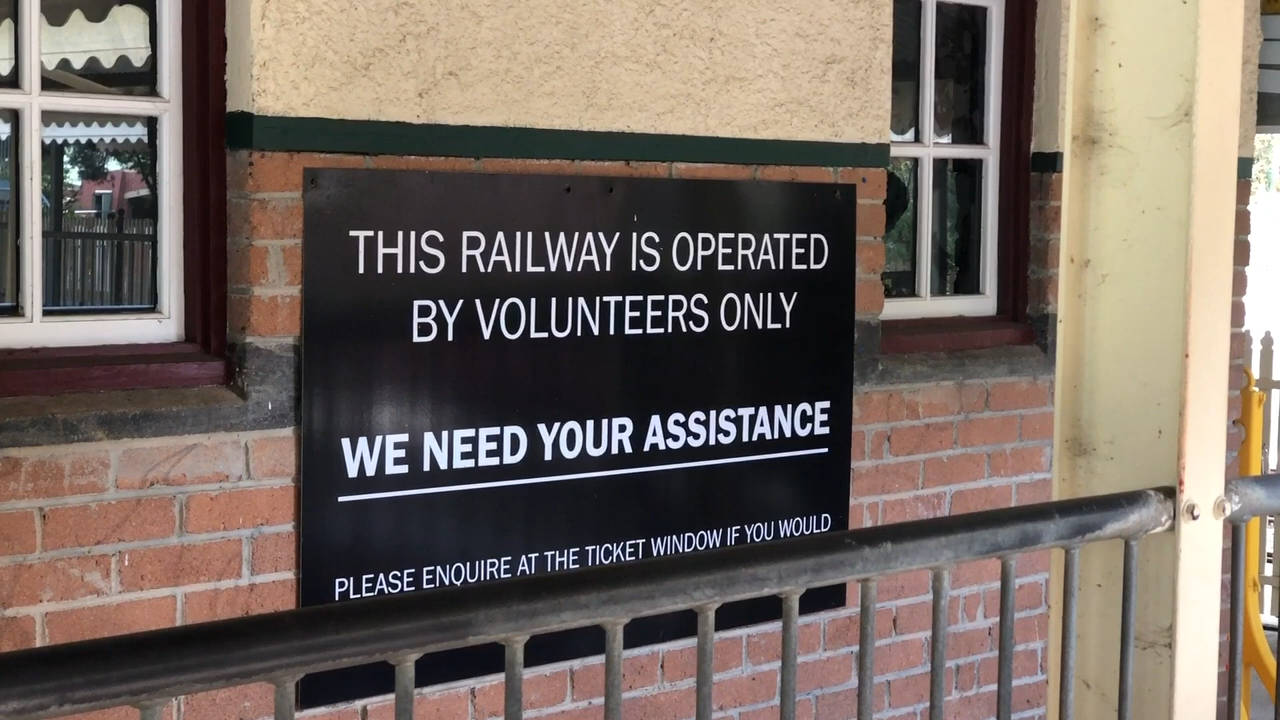 THIS RAILWAY IS OPERATED
BY VOLUNTEERS ONLY
WE NEED YOUR ASSISTANCE
PLEASE ENQUIRE AT THE TICKET WINDOW IF YOU WOULD